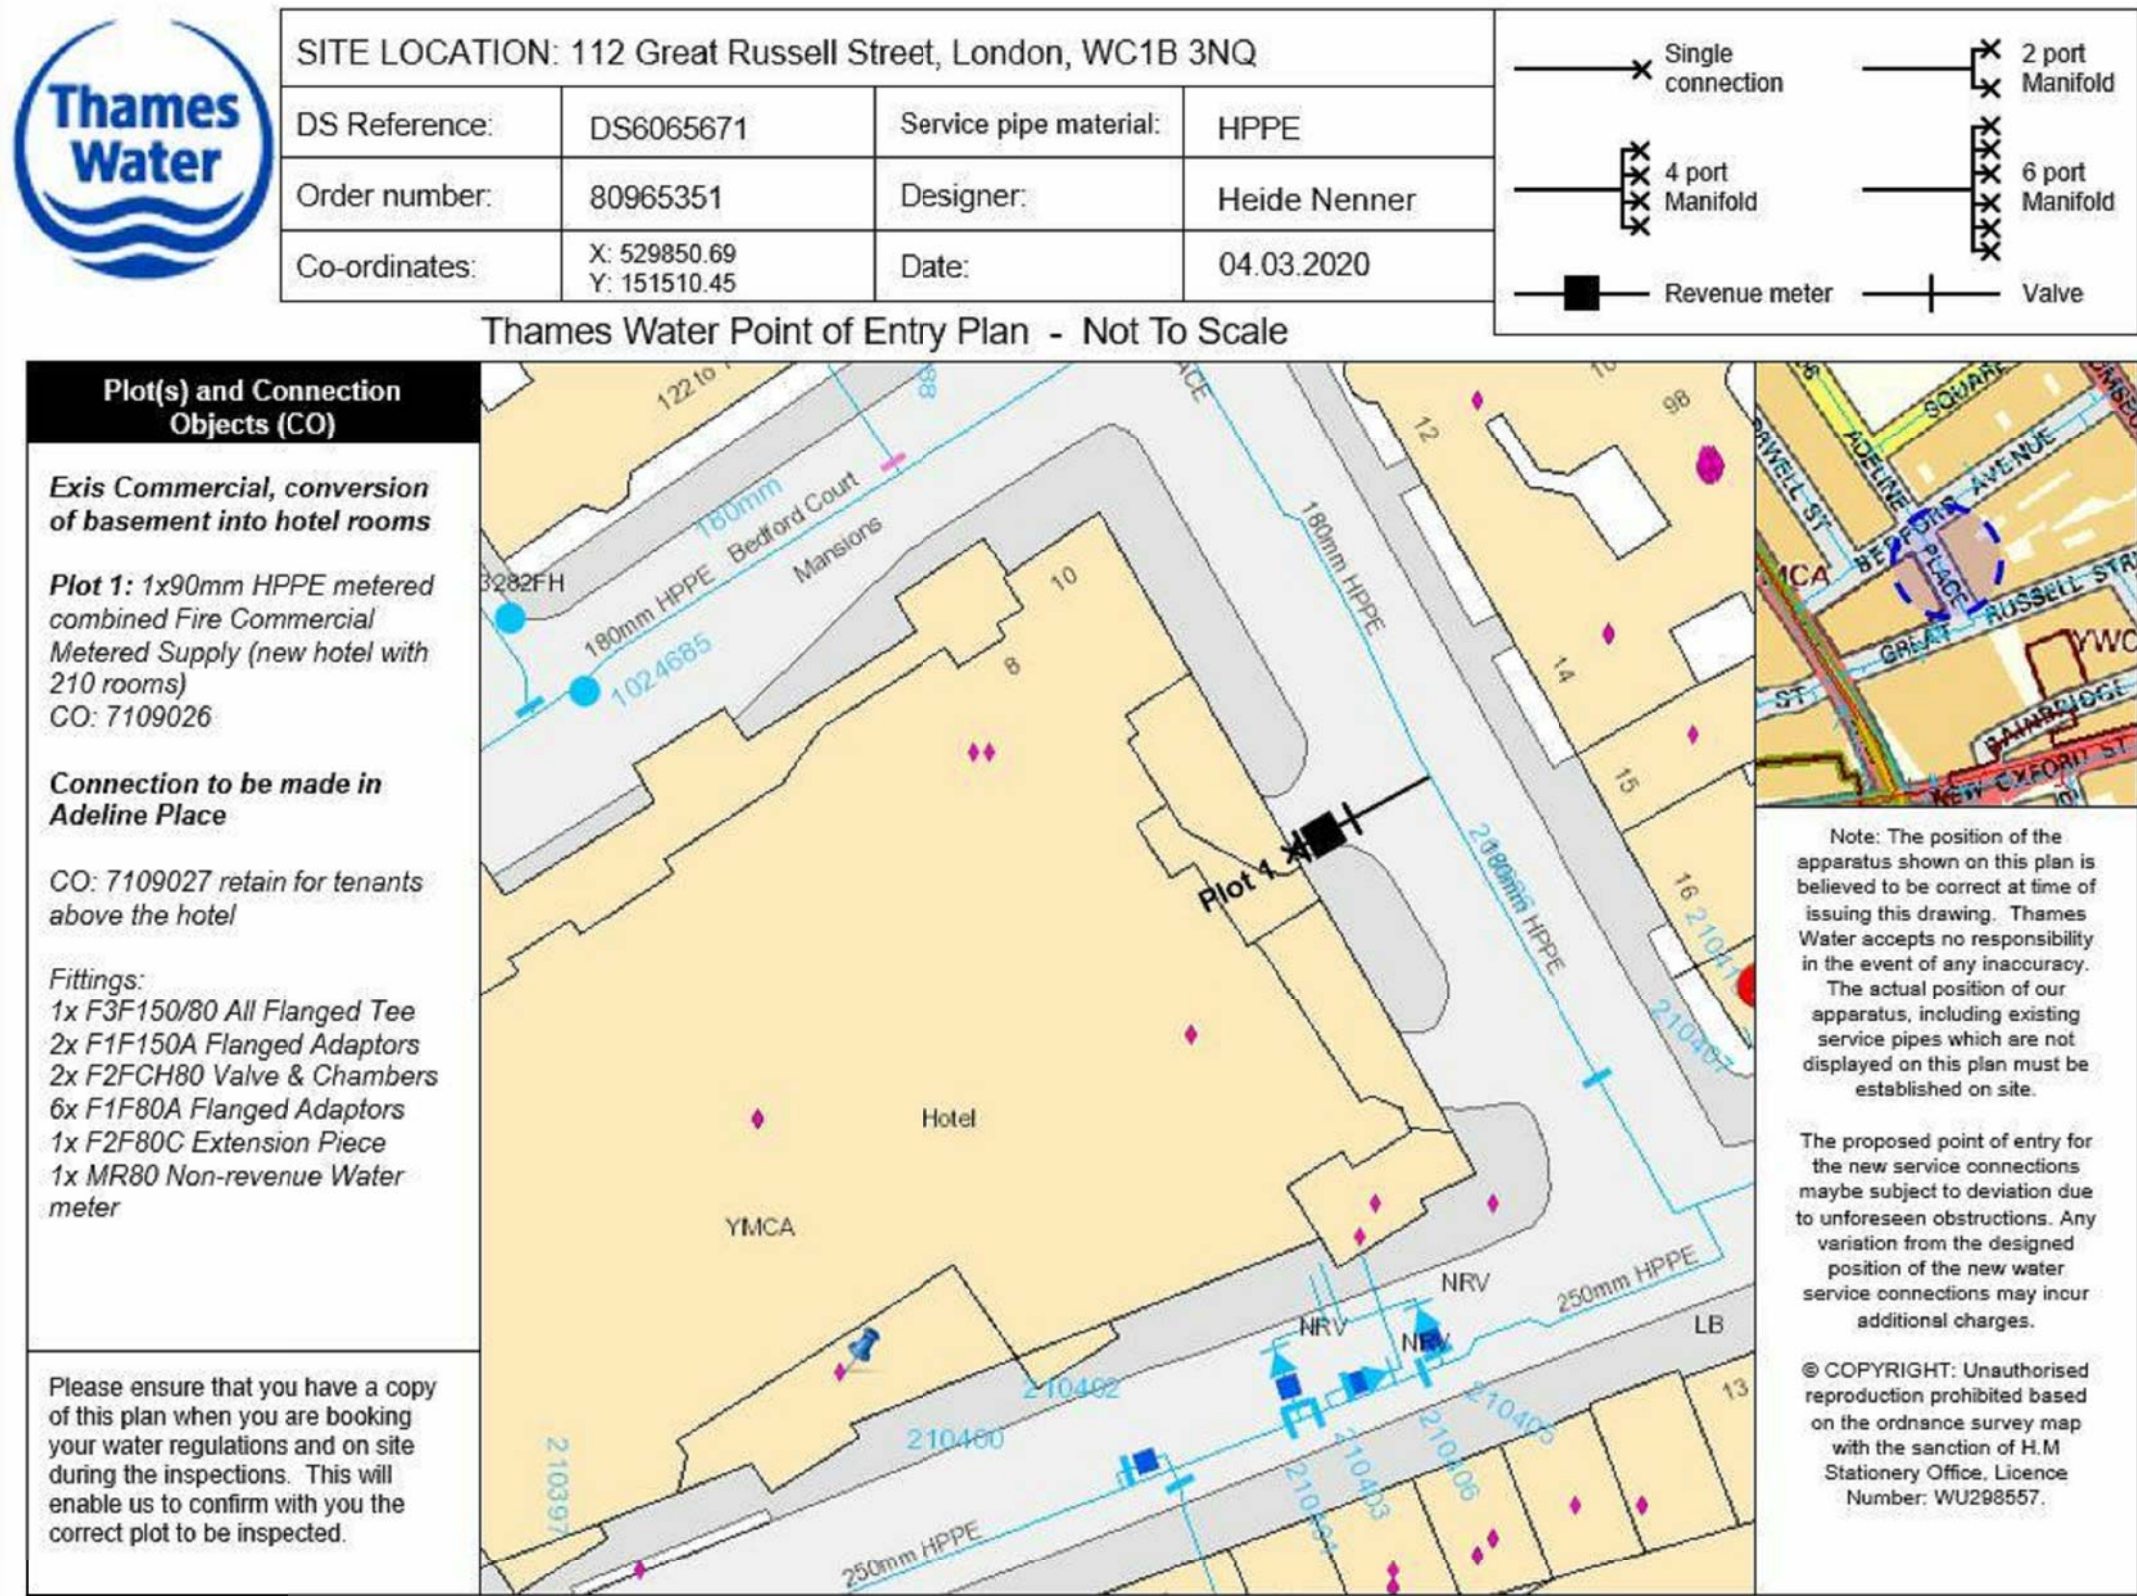 Thames
Water
SITE LOCATION: 112 Great Russell Street, London, WC1B 3NQ
DS Reference: DS6065671 Service pipe material: HPPE
Order number: 80965351 Designer: Heide Nenner
Co-ordinates: X: 529850.69
Y: 151510.45
Date: 04.03.2020
Single
connection
2 port
Manifold
4 port
Manifold
6 port
Manifold
Revenue meter
Valve
Thames Water Point of Entry Plan - Not To Scale
Plot(s) and Connection
Objects (CO)
Exis Commercial, conversion
of basement into hotel rooms
Plot 1: 1x90mm HPPE metered
combined Fire Commercial
Metered Supply (new hotel with
210 rooms)
CO: 7109026
Connection to be made in
Adeline Place
CO: 7109027 retain for tenants
above the hotel
Fittings:
1x F3F150/80 All Flanged Tee
2x F1F150A Flanged Adaptors
2x F2FCH80 Valve & Chambers
6x F1F80A Flanged Adaptors
1x F2F80C Extension Piece
1x MR80 Non-revenue Water
meter
Please ensure that you have a copy
of this plan when you are booking
your water regulations and on site
during the inspections. This will
enable us to confirm with you the
correct plot to be inspected.
122 to
88
ACE
12
98
180mm
Bedford Court
Mansions
180mm HPPE
3282FH
1024685
10
8
180mm HPPE
14
15
16
Plot 1
180mm HPPE
210407
Hotel
YMCA
NRV
NRV
NRV
250mm HPPE
LB
13
210402
210400
210397
210403
210406
210405
250mm HPPE
SQUARE
ADELINE
PLACE
BEDFORD AVENUE
GREAT RUSSELL STR
MCA
YWC
ST
BAINBRIDGE
NEW OXFORD ST
Note: The position of the
apparatus shown on this plan is
believed to be correct at time of
issuing this drawing. Thames
Water accepts no responsibility
in the event of any inaccuracy.
The actual position of our
apparatus, including existing
service pipes which are not
displayed on this plan must be
established on site.
The proposed point of entry for
the new service connections
maybe subject to deviation due
to unforeseen obstructions. Any
variation from the designed
position of the new water
service connections may incur
additional charges.
© COPYRIGHT: Unauthorised
reproduction prohibited based
on the ordnance survey map
with the sanction of H.M
Stationery Office, Licence
Number: WU298557.